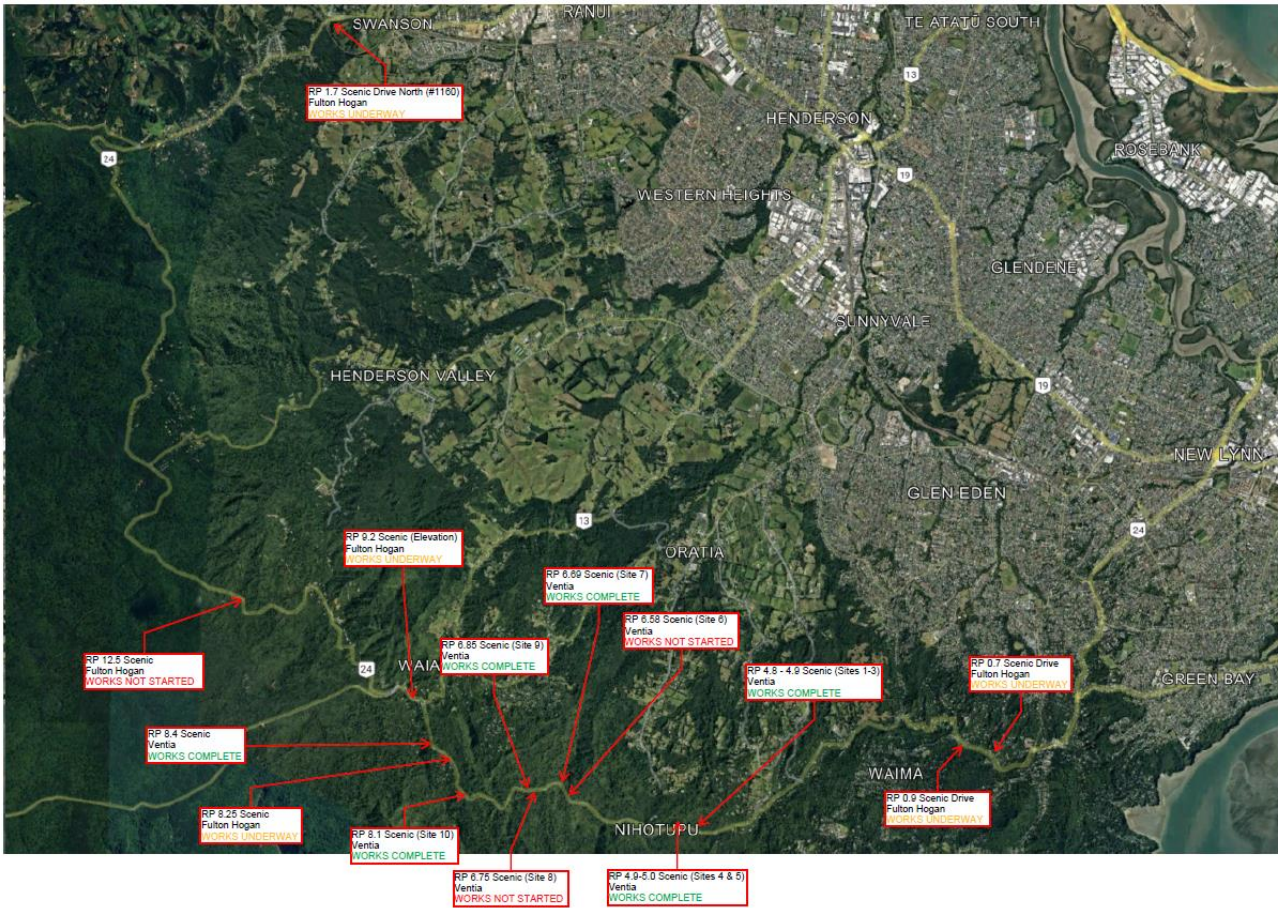 SWANSON
RANUI
TE ATATŪ SOUTH
13
RP 1.7 Scenic Drive North (#1160)
Fulton Hogan
WORKS UNDERWAY
HENDERSON
24
ROSEBANK
19
WESTERN HEIGHTS
GLENDENE
SUNNYVALE
HENDERSON VALLEY
19
NEW LYNN
GLEN EDEN
13
24
ORATIA
RP 9.2 Scenic (Elevation)
Fulton Hogan
WORKS UNDERWAY
RP 6.69 Scenic (Site 7)
Ventia
WORKS COMPLETE
RP 6.58 Scenic (Site 6)
Ventia
WORKS NOT STARTED
RP 12.5 Scenic
Fulton Hogan
WORKS NOT STARTED
24
WAIA
RP 6.85 Scenic (Site 9)
Ventia
WORKS COMPLETE
RP 4.8 - 4.9 Scenic (Sites 1-3)
Ventia
WORKS COMPLETE
RP 0.7 Scenic Drive
Fulton Hogan
WORKS UNDERWAY
GREEN BAY
RP 8.4 Scenic
Ventia
WORKS COMPLETE
WAIMA
RP 0.9 Scenic Drive
Fulton Hogan
WORKS UNDERWAY
RP 8.25 Scenic
Fulton Hogan
WORKS UNDERWAY
RP 8.1 Scenic (Site 10)
Ventia
WORKS COMPLETE
NIHOTUPU
RP 6.75 Scenic (Site 8)
Ventia
WORKS NOT STARTED
RP 4.9-5.0 Scenic (Sites 4 & 5)
Ventia
WORKS COMPLETE